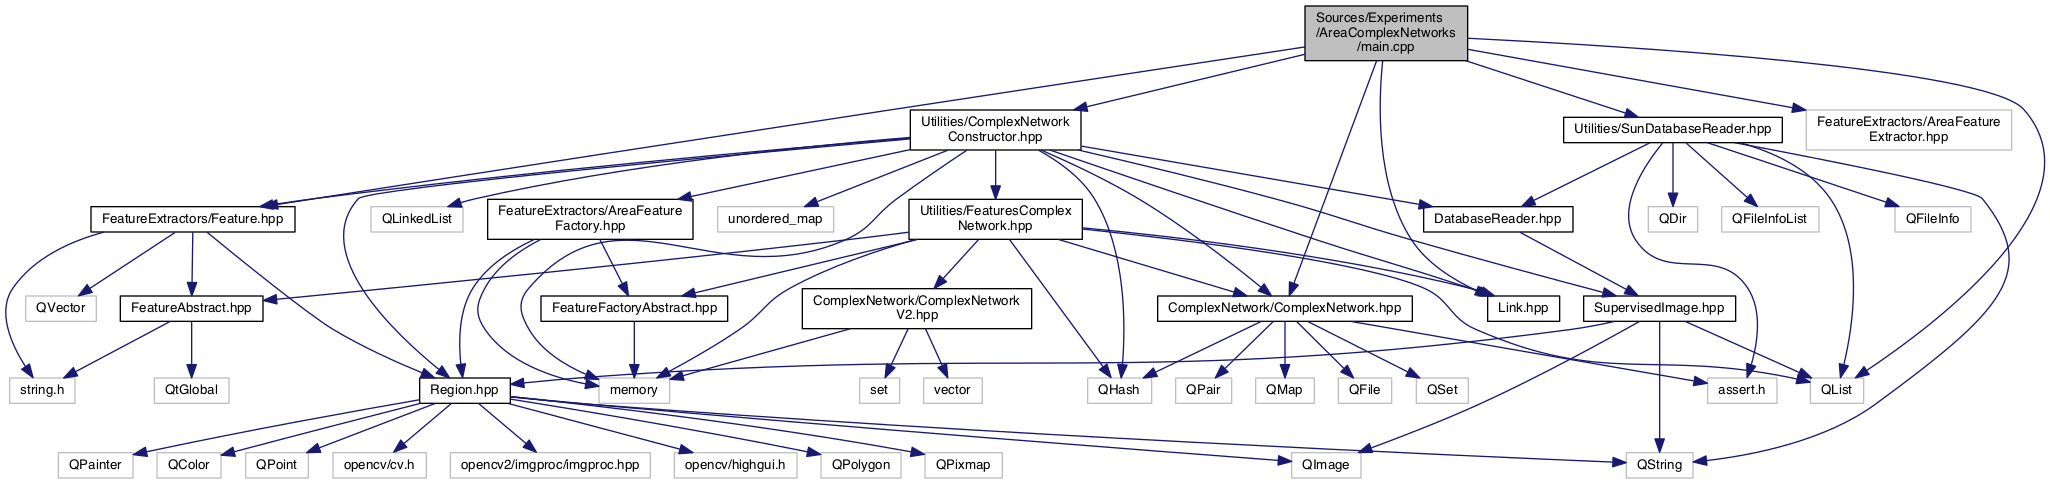 Sources/Experiments
/AreaComplexNetworks
/main.cpp
Utilities/ComplexNetwork
Constructor.hpp
FeatureExtractors/AreaFeature
Extractor.hpp
Utilities/SunDatabaseReader.hpp
FeatureExtractors/Feature.hpp
QLinkedList
FeatureExtractors/AreaFeature
Factory.hpp
unordered_map
Utilities/FeaturesComplex
Network.hpp
DatabaseReader.hpp
QDir
QFileInfoList
QFileInfo
QVector
FeatureAbstract.hpp
FeatureFactoryAbstract.hpp
ComplexNetwork/ComplexNetwork
V2.hpp
ComplexNetwork/ComplexNetwork.hpp
Link.hpp
SupervisedImage.hpp
string.h
QtGlobal
Region.hpp
memory
set
vector
QHash
QPair
QMap
QFile
QSet
assert.h
QList
QPainter
QColor
QPoint
opencv/cv.h
opencv2/imgproc/imgproc.hpp
opencv/highgui.h
QPolygon
QPixmap
QImage
QString